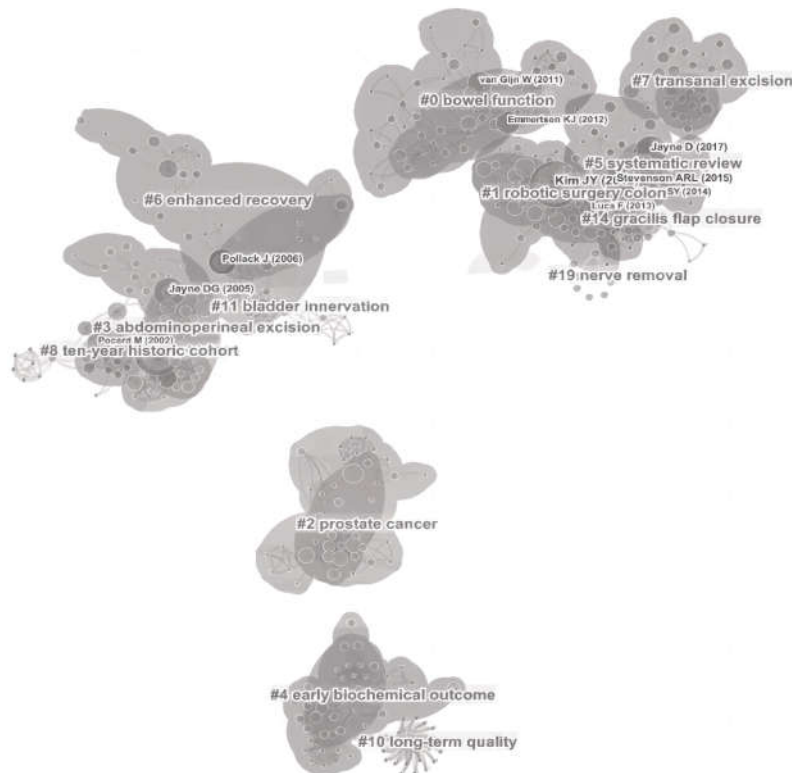 van Gijn W (2011)
#7 transanal excision
#0 bowel function
Emmertsen KJ (2012)
Jayne D (2017)
#5 systematic review
Kim JY (20
Stevenson ARL (2015)
#1 robotic surgery colon
SY (2014)
Luca F (2013)
#14 gracilis flap closure
#19 nerve removal
#6 enhanced recovery
Pollack J (2006)
Jayne DG (2005)
#11 bladder innervation
#3 abdominoperineal excision
Pocard M (2002)
#8 ten-year historic cohort
#2 prostate cancer
#4 early biochemical outcome
#10 long-term quality